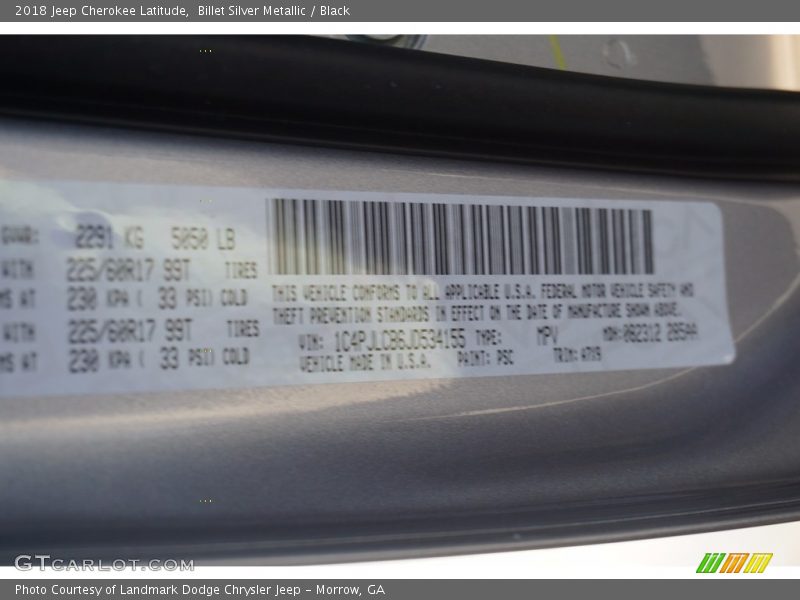 2018 Jeep Cherokee Latitude,  Billet Silver Metallic / Black
GVWR: 2291 KG 5050 LB
WITH 225/60R17 99T TIRES
MS AT 230 KPA ( 33 PSI) COLD
WITH 225/60R17 99T TIRES
MS AT 230 KPA ( 33 PSI) COLD
THIS VEHICLE CONFORMS TO ALL APPLICABLE U.S.A. FEDERAL MOTOR VEHICLE SAFETY AND
THEFT PREVENTION STANDARDS IN EFFECT ON THE DATE OF MANUFACTURE SHOWN ABOVE.
VIN: 1C4PJLCB6JD534155 TYPE: MPV MDH: 062312 285AA
VEHICLE MADE IN U.S.A. PAINT: PSC TRIM:
GTCARLOT.COM
Photo Courtesy of Landmark Dodge Chrysler Jeep – Morrow, GA